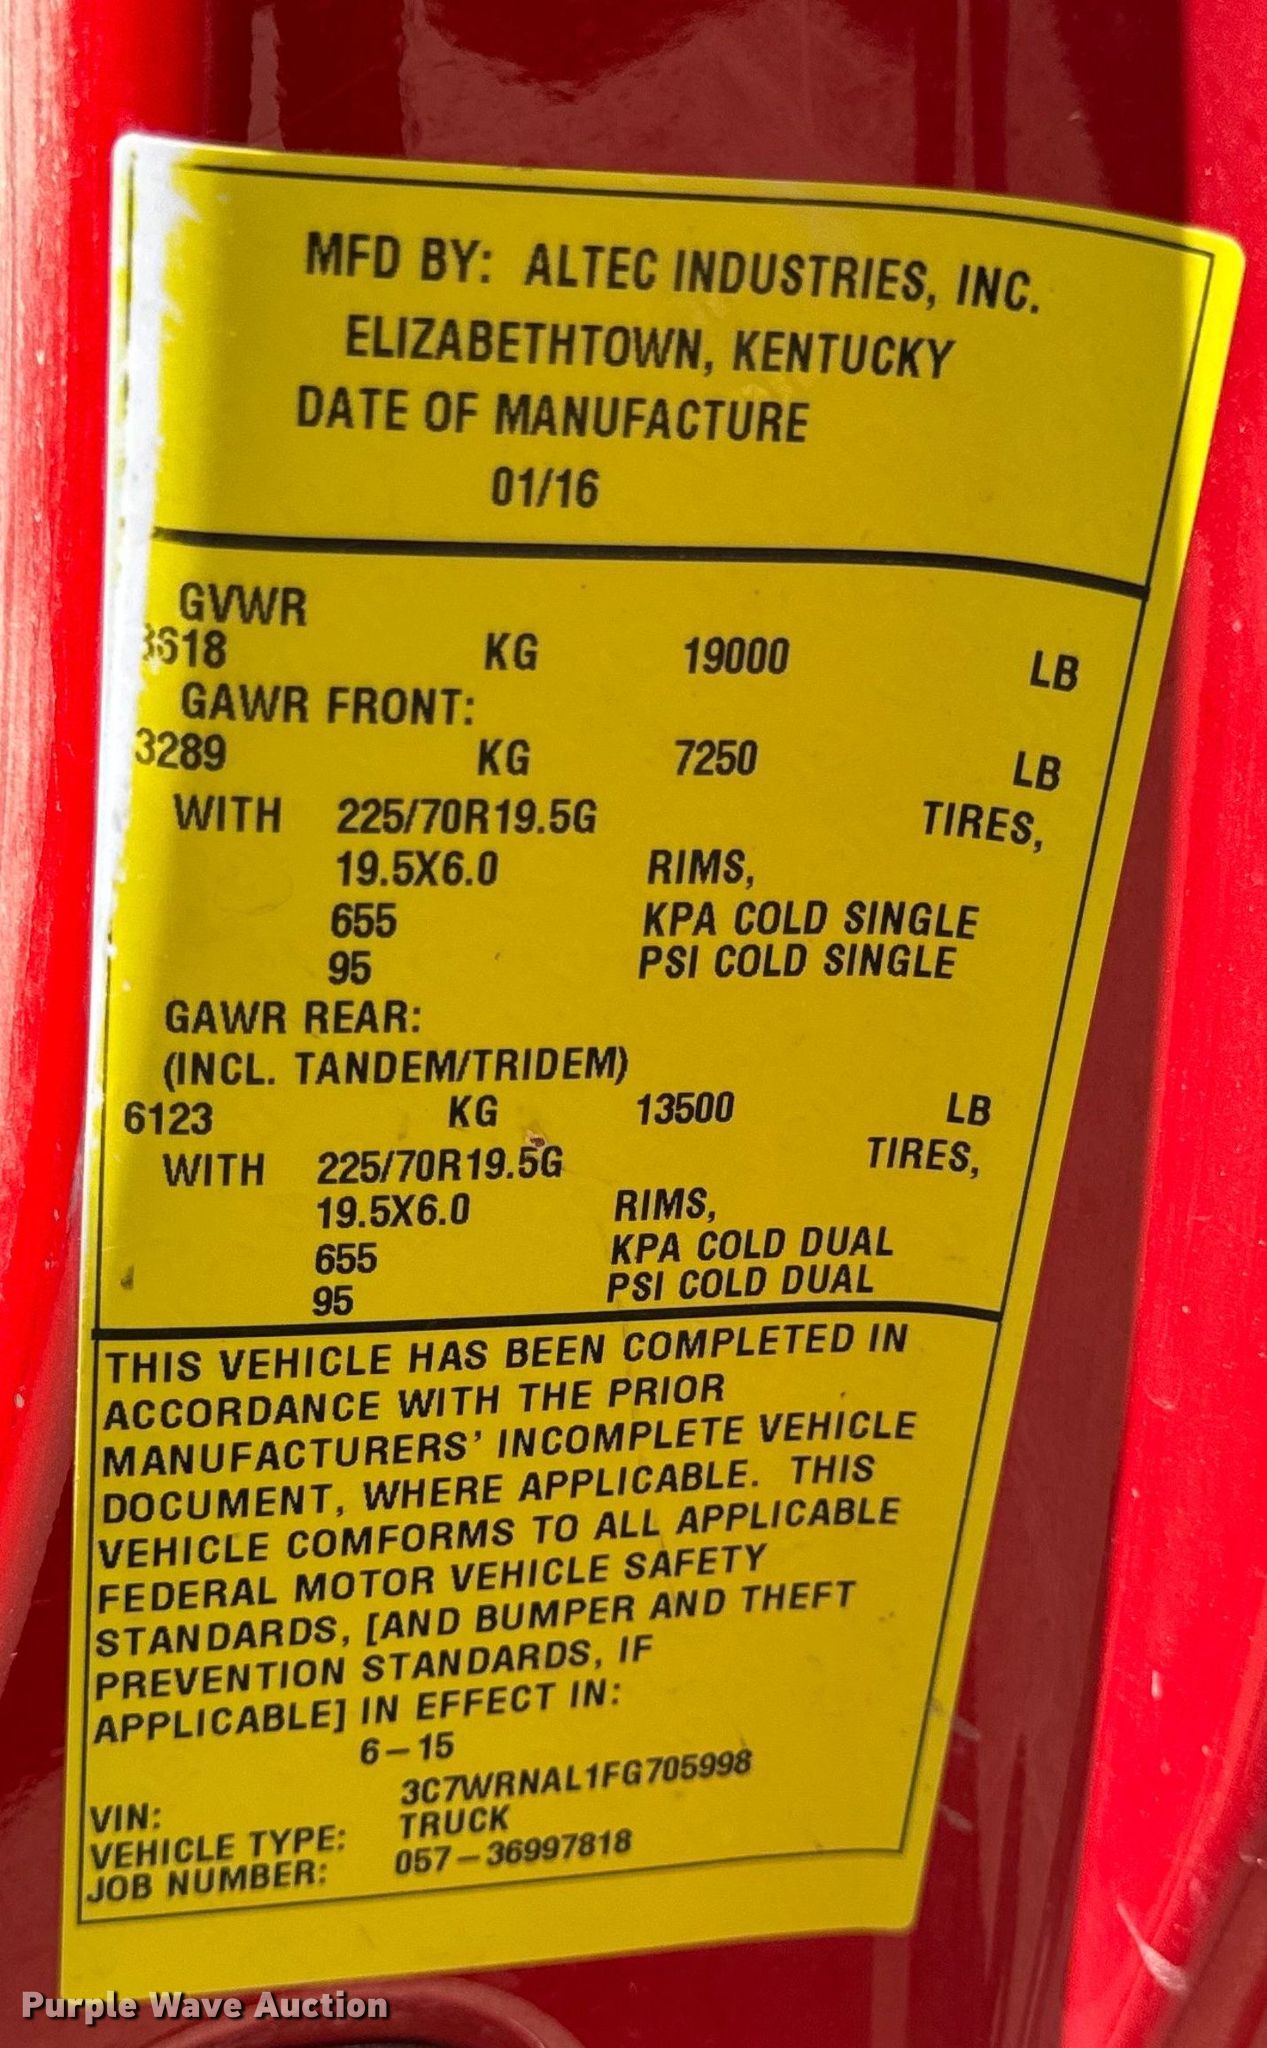 MFD BY: ALTEC INDUSTRIES, INC.
ELIZABETHTOWN, KENTUCKY
DATE OF MANUFACTURE
01/16
GVWR
8618 KG 19000 LB
GAWR FRONT:
3289 KG 7250 LB
WITH 225/70R19.5G TIRES,
19.5X6.0 RIMS,
655 KPA COLD SINGLE
95 PSI COLD SINGLE
GAWR REAR:
(INCL. TANDEM/TRIDEM)
6123 KG 13500 LB
WITH 225/70R19.5G TIRES,
19.5X6.0 RIMS,
655 KPA COLD DUAL
95 PSI COLD DUAL
THIS VEHICLE HAS BEEN COMPLETED IN
ACCORDANCE WITH THE PRIOR
MANUFACTURERS' INCOMPLETE VEHICLE
DOCUMENT, WHERE APPLICABLE. THIS
VEHICLE COMFORMS TO ALL APPLICABLE
FEDERAL MOTOR VEHICLE SAFETY
STANDARDS, [AND BUMPER AND THEFT
PREVENTION STANDARDS, IF
APPLICABLE] IN EFFECT IN:
6-15
VIN: 3C7WRNAL1FG705998
VEHICLE TYPE: TRUCK
JOB NUMBER: 057-36997818
Purple Wave Auction